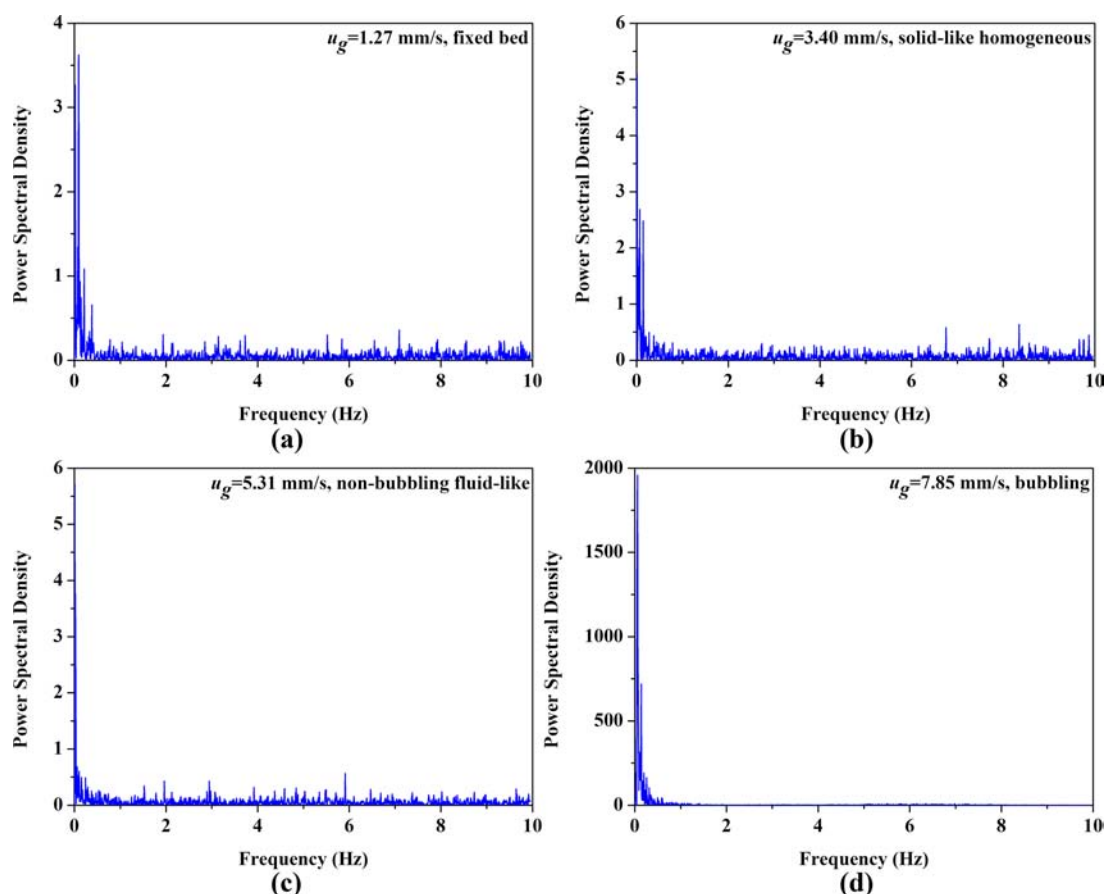 u_g=1.27 mm/s, fixed bed
4
3
2
1
0
Power Spectral Density
0 2 4 6 8 10
Frequency (Hz)
(a)
u_g=3.40 mm/s, solid-like homogeneous
6
5
4
3
2
1
0
Power Spectral Density
0 2 4 6 8 10
Frequency (Hz)
(b)
u_g=5.31 mm/s, non-bubbling fluid-like
6
5
4
3
2
1
0
Power Spectral Density
0 2 4 6 8 10
Frequency (Hz)
(c)
u_g=7.85 mm/s, bubbling
2000
1500
1000
500
0
Power Spectral Density
0 2 4 6 8 10
Frequency (Hz)
(d)